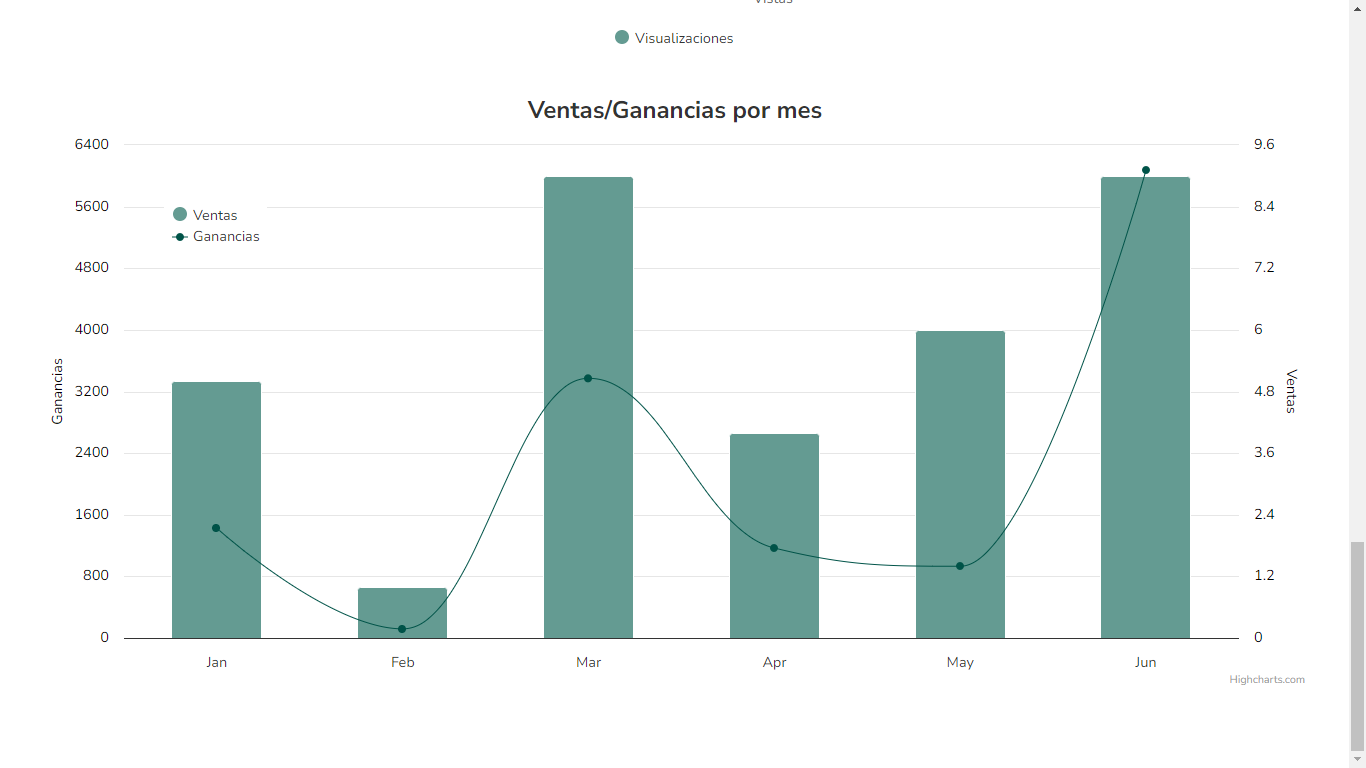 Visualizaciones
Ventas/Ganancias por mes
6400
5600
4800
4000
3200
2400
1600
800
0
Ganancias
Ventas
Ganancias
9.6
8.4
7.2
6
4.8
3.6
2.4
1.2
0
Ventas
Jan Feb Mar Apr May Jun
Highcharts.com